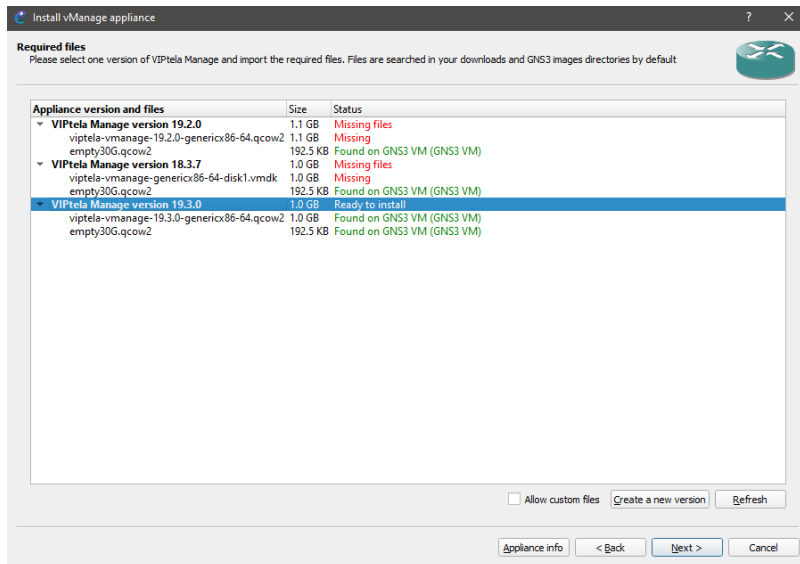 Install vManage appliance ? ×
Required files
Please select one version of VIPtela Manage and import the required files. Files are searched in your downloads and GNS3 images directories by default
Appliance version and files Size Status
VIPtela Manage version 19.2.0 1.1 GB Missing files
viptela-vmanage-19.2.0-genericx86-64.qcow2 1.1 GB Missing
empty30G.qcow2 192.5 KB Found on GNS3 VM (GNS3 VM)
VIPtela Manage version 18.3.7 1.0 GB Missing files
viptela-vmanage-genericx86-64-disk1.vmdk 1.0 GB Missing
empty30G.qcow2 192.5 KB Found on GNS3 VM (GNS3 VM)
VIPtela Manage version 19.3.0 1.0 GB Ready to install
viptela-vmanage-19.3.0-genericx86-64.qcow2 1.0 GB Found on GNS3 VM (GNS3 VM)
empty30G.qcow2 192.5 KB Found on GNS3 VM (GNS3 VM)
Allow custom files Create a new version Refresh
Appliance info < Back Next > Cancel